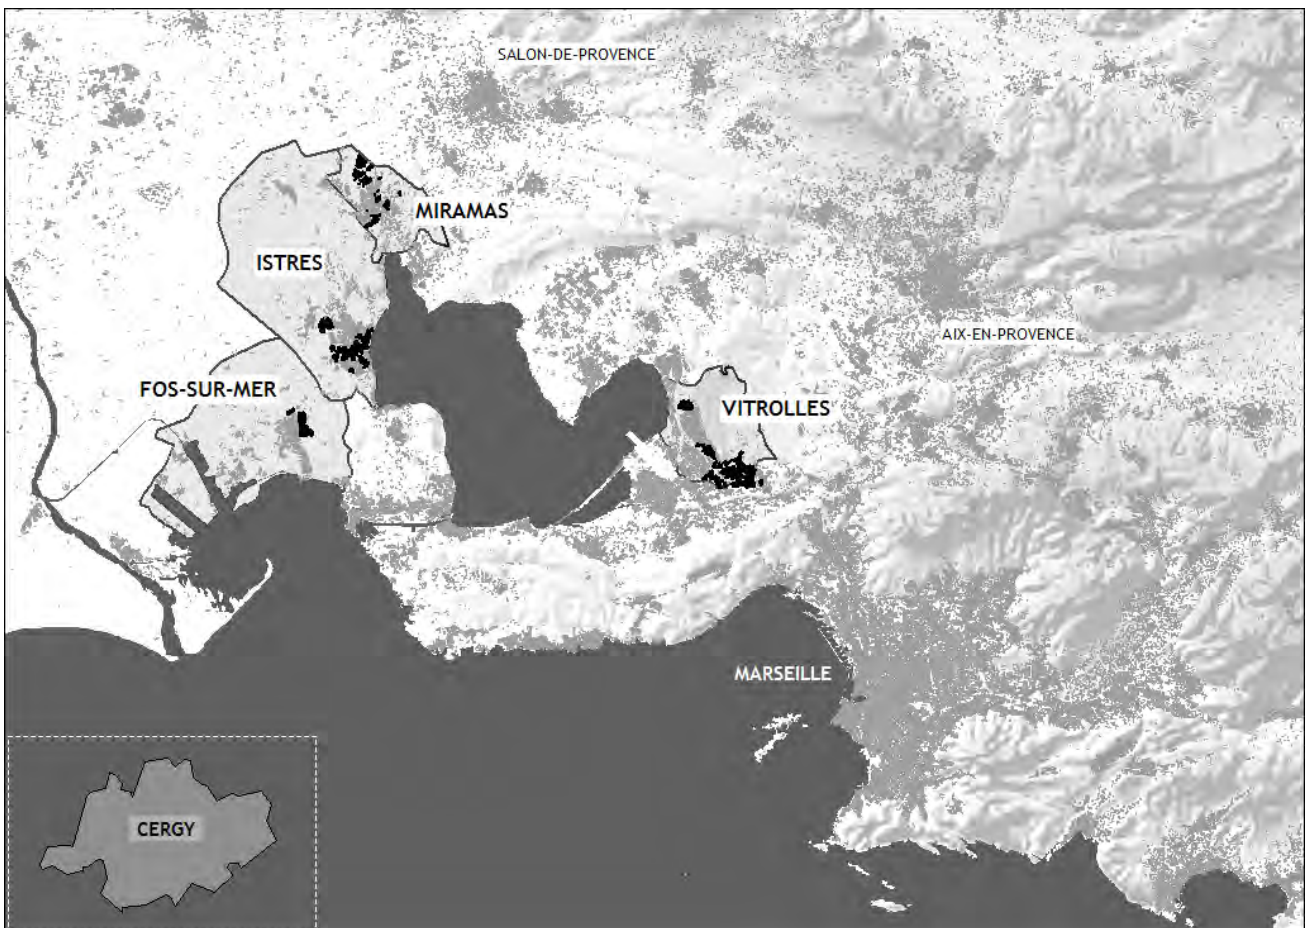 SALON-DE-PROVENCE
MIRAMAS
ISTRES
AIX-EN-PROVENCE
FOS-SUR-MER
VITROLLES
MARSEILLE
CERGY